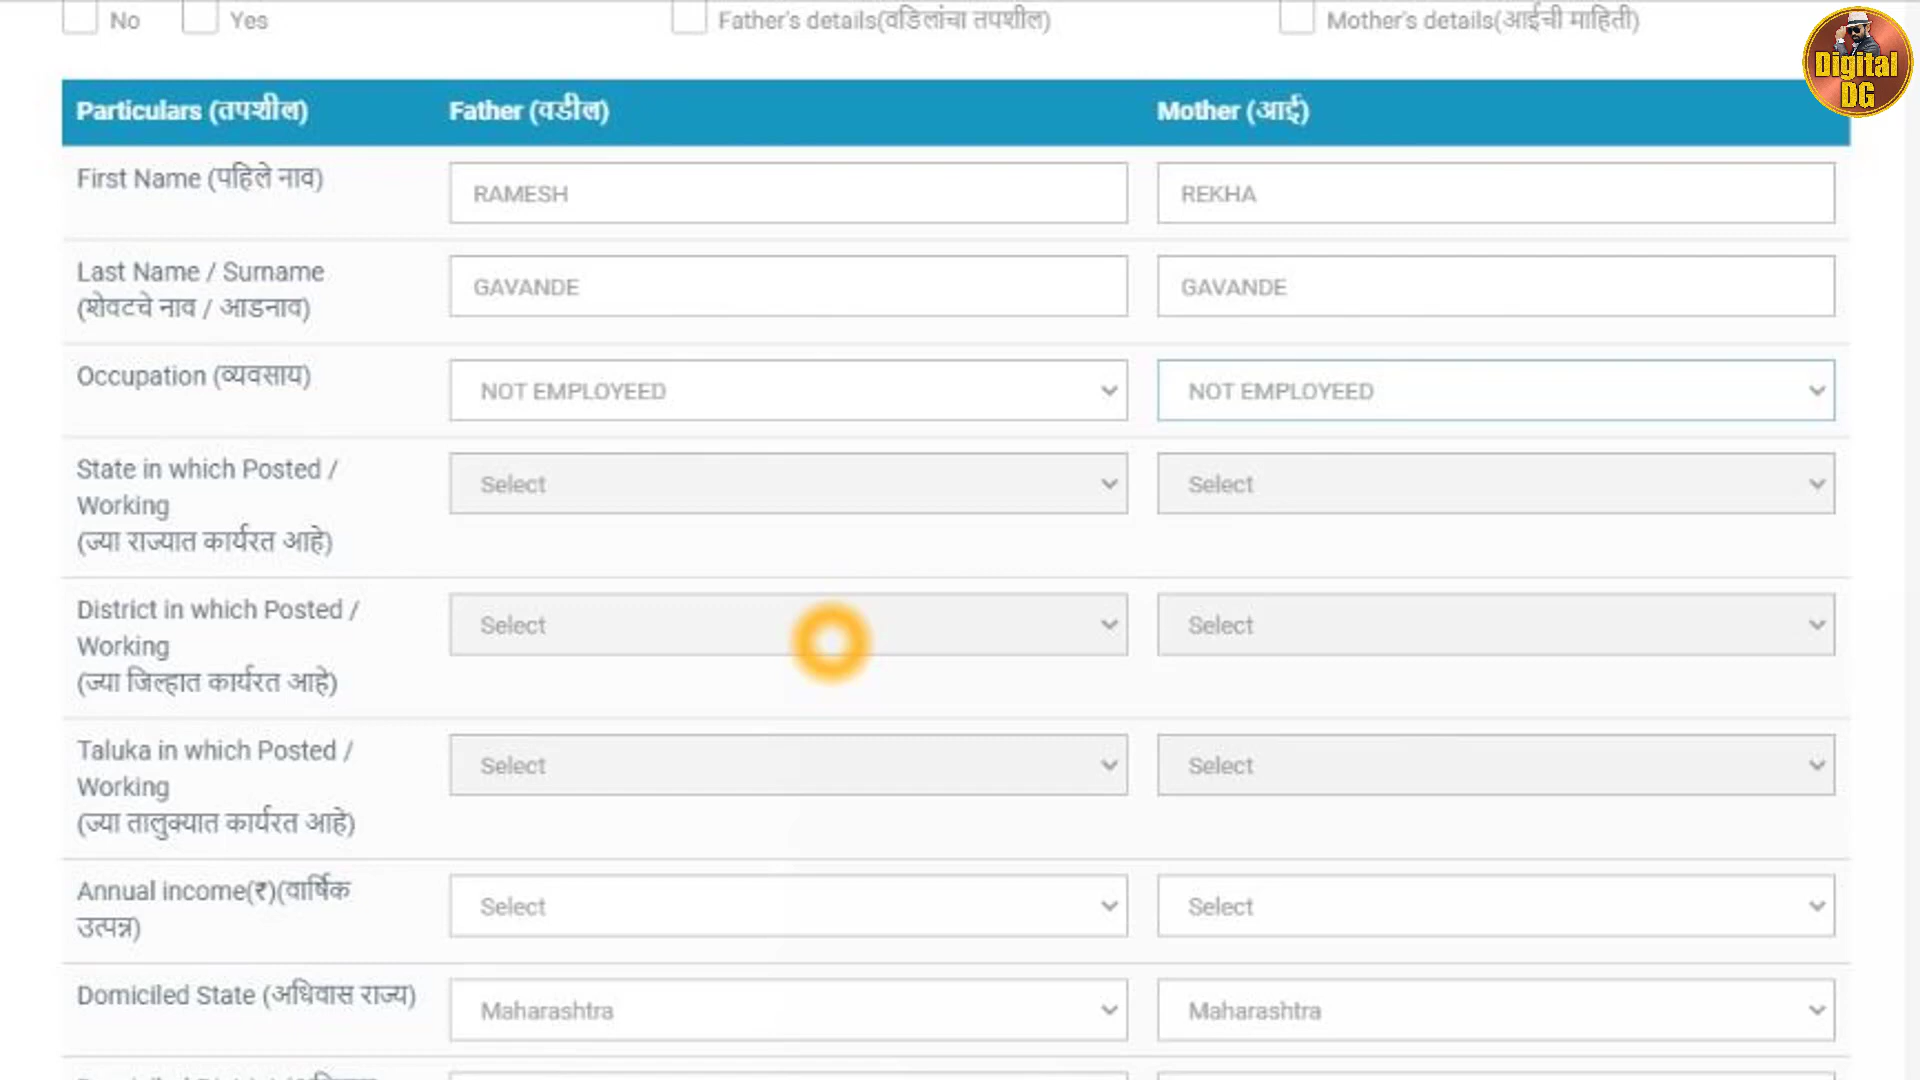 No Yes Father's details(वडिलांचा तपशील) Mother's details(आईची माहिती)
Digital
DG
Particulars (तपशील) Father (वडील) Mother (आई)
First Name (पहिले नाव) RAMESH REKHA
Last Name / Surname
(शेवटचे नाव / आडनाव) GAVANDE GAVANDE
Occupation (व्यवसाय) NOT EMPLOYEED NOT EMPLOYEED
State in which Posted /
Working
(ज्या राज्यात कार्यरत आहे) Select Select
District in which Posted /
Working
(ज्या जिल्हात कार्यरत आहे) Select Select
Taluka in which Posted /
Working
(ज्या तालुक्यात कार्यरत आहे) Select Select
Annual income(₹)(वार्षिक
उत्पन्न) Select Select
Domiciled State (अधिवास राज्य) Maharashtra Maharashtra